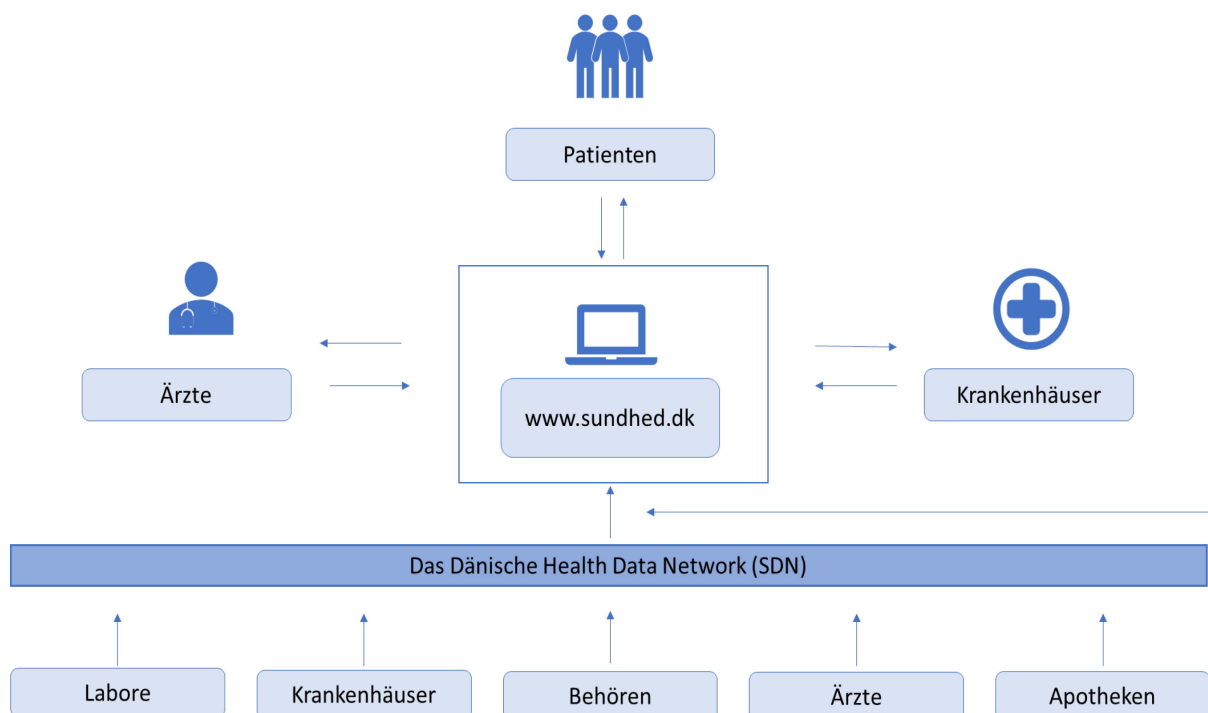 Patienten
Ärzte
www.sundhed.dk
Krankenhäuser
Das Dänische Health Data Network (SDN)
Labore
Krankenhäuser
Behören
Ärzte
Apotheken